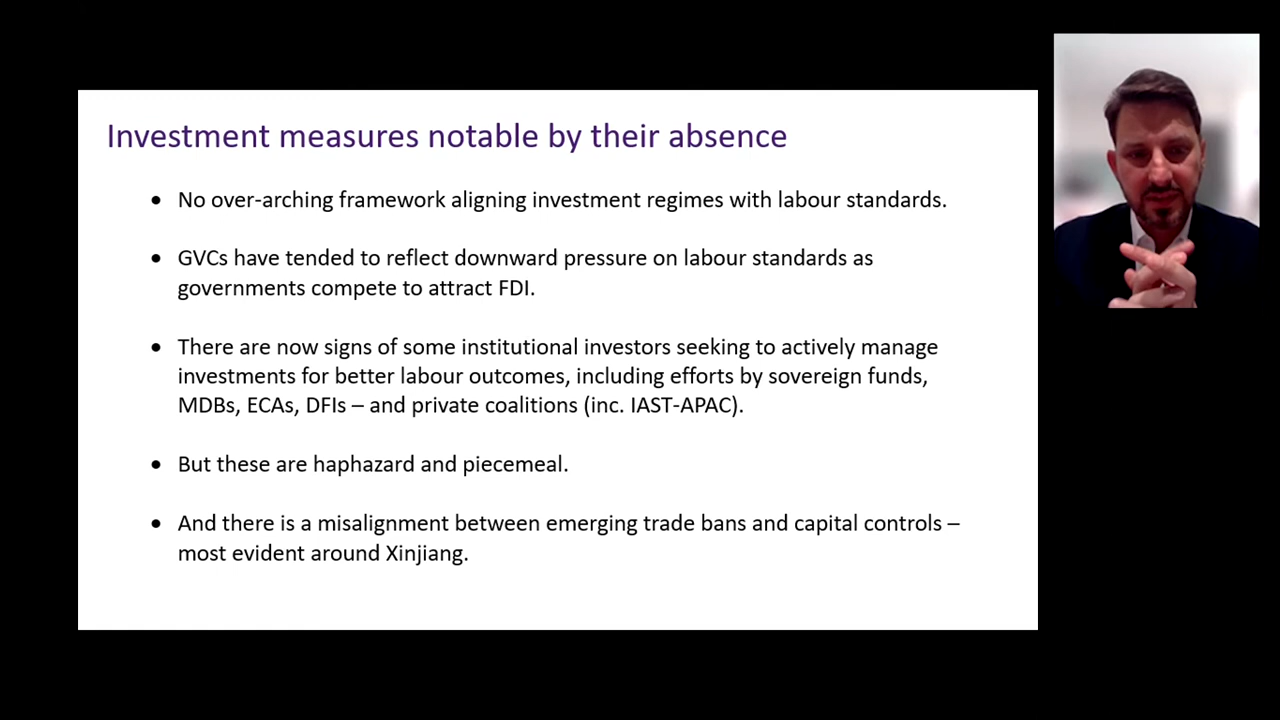 Investment measures notable by their absence
• No over-arching framework aligning investment regimes with labour standards.
• GVCs have tended to reflect downward pressure on labour standards as
governments compete to attract FDI.
• There are now signs of some institutional investors seeking to actively manage
investments for better labour outcomes, including efforts by sovereign funds,
MDBs, ECAs, DFIs – and private coalitions (inc. IAST-APAC).
• But these are haphazard and piecemeal.
• And there is a misalignment between emerging trade bans and capital controls –
most evident around Xinjiang.